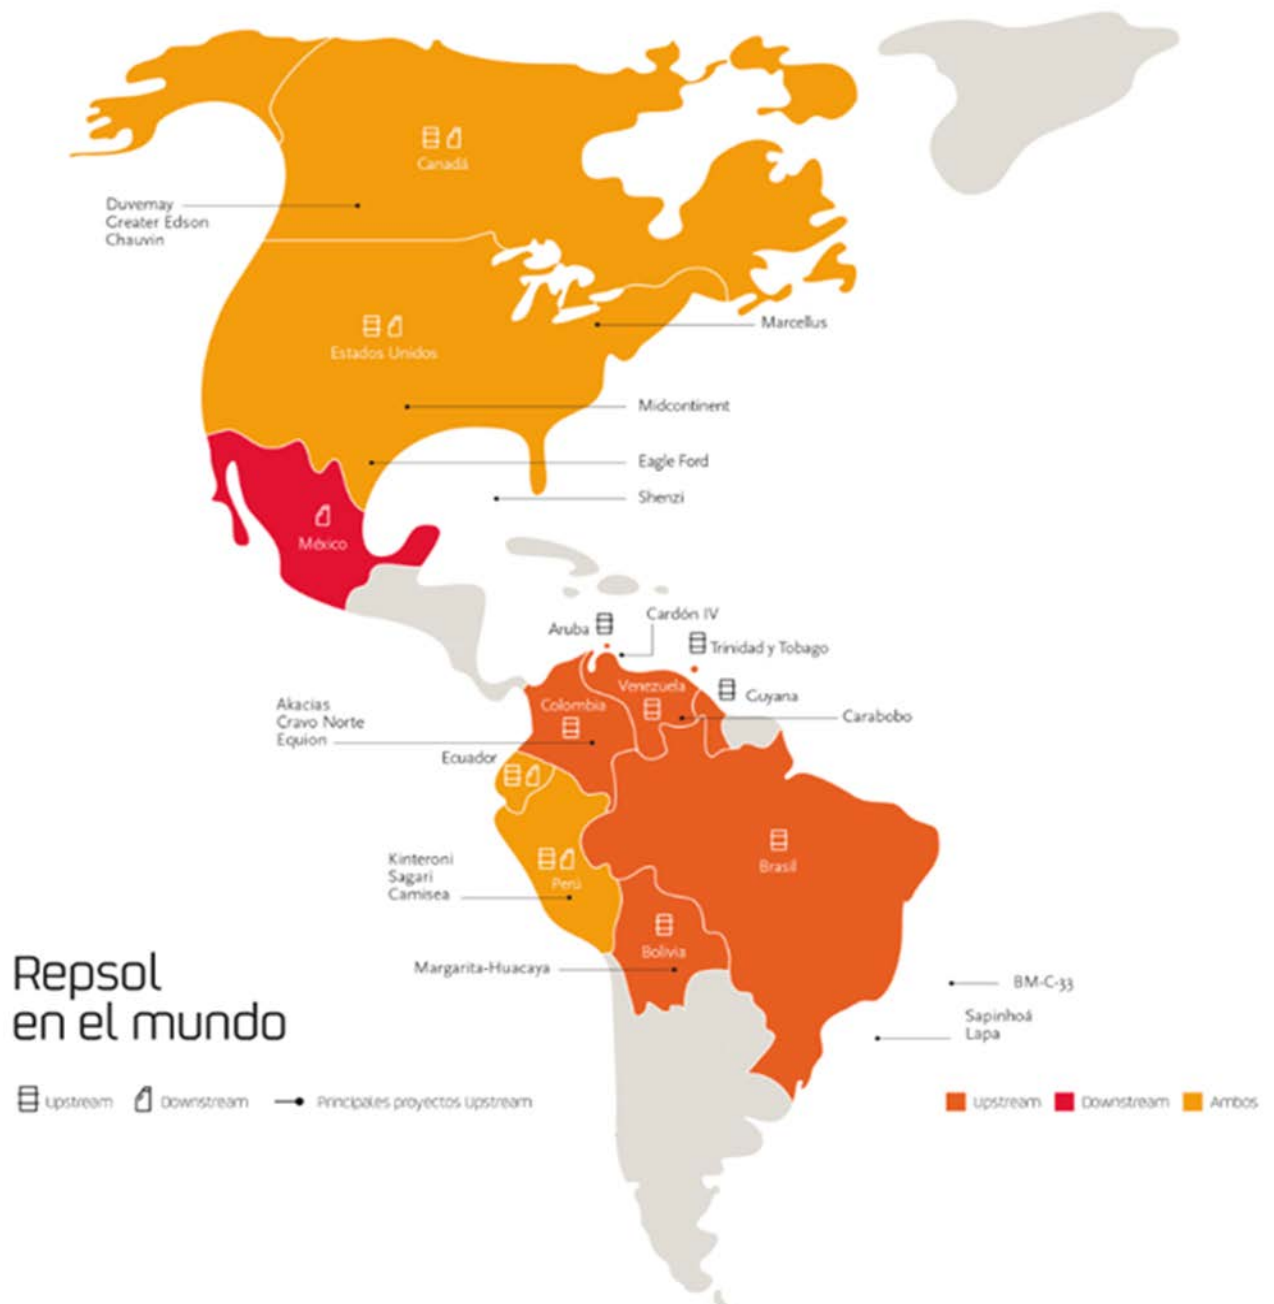 Canadá
Duvernay
Greater Edson
Chauvin
Marcellus
Estados Unidos
Midcontinent
Eagle Ford
Shenzi
México
Cardón IV
Aruba
Trinidad y Tobago
Venezuela
Guyana
Akacias
Cravo Norte
Equion
Colombia
Carabobo
Ecuador
Brasil
Kinteroni
Sagari
Camisea
Perú
Bolivia
Margarita-Huacaya
BM-C-33
Sapinhoá
Lapa
Repsol
en el mundo
Upstream Downstream Principales proyectos Upstream
Upstream Downstream Ambos